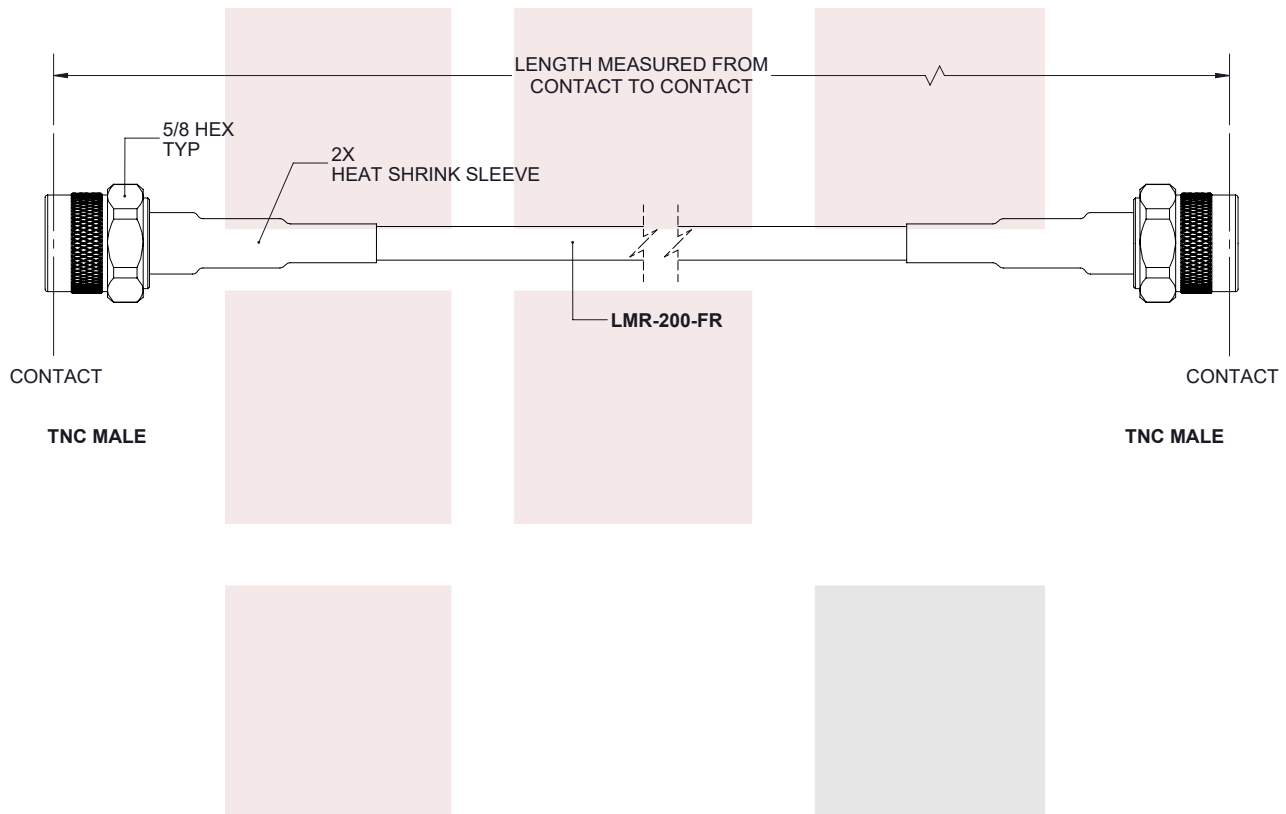 LENGTH MEASURED FROM
CONTACT TO CONTACT
5/8 HEX
TYP
2X
HEAT SHRINK SLEEVE
LMR-200-FR
CONTACT
CONTACT
TNC MALE
TNC MALE